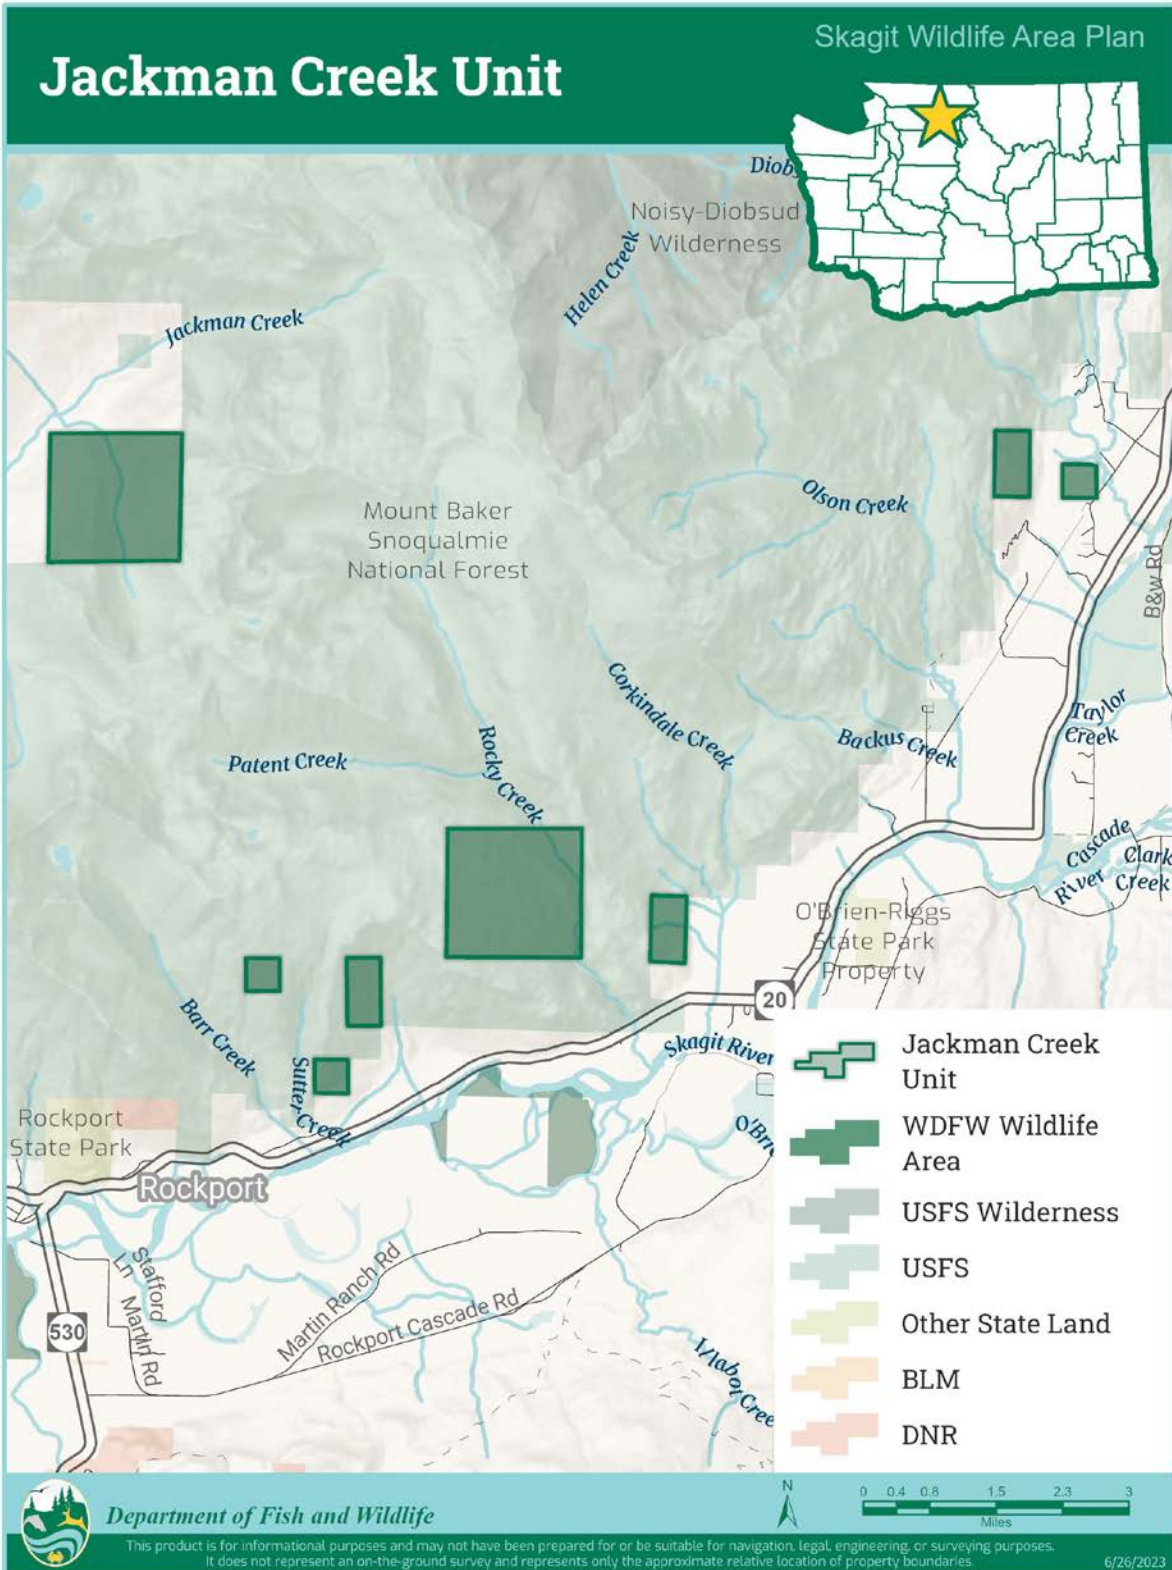 Skagit Wildlife Area Plan
Jackman Creek Unit
Noisy-Diobsud
Wilderness
Helen Creek
Jackman Creek
Mount Baker
Snoqualmie
National Forest
Olson Creek
B&W Rd
Corkindale Creek
Taylor
Creek
Backus Creek
Patent Creek
Rocky Creek
Cascade
River
Clark
Creek
O'Brien-Riggs
State Park
Property
20
Barr Creek
Sutter Creek
Skagit River
Rockport
State Park
Rockport
Stafford
Ln
Martin Rd
Martin Ranch Rd
Rockport Cascade Rd
530
Jackman Creek
Unit
WDFW Wildlife
Area
USFS Wilderness
USFS
Other State Land
BLM
DNR
Department of Fish and Wildlife
N
0 0.4 0.8 1.5 2.3 3
Miles
This product is for informational purposes and may not have been prepared for or be suitable for navigation, legal, engineering, or surveying purposes.
It does not represent an on-the-ground survey and represents only the approximate relative location of property boundaries.
6/26/2023